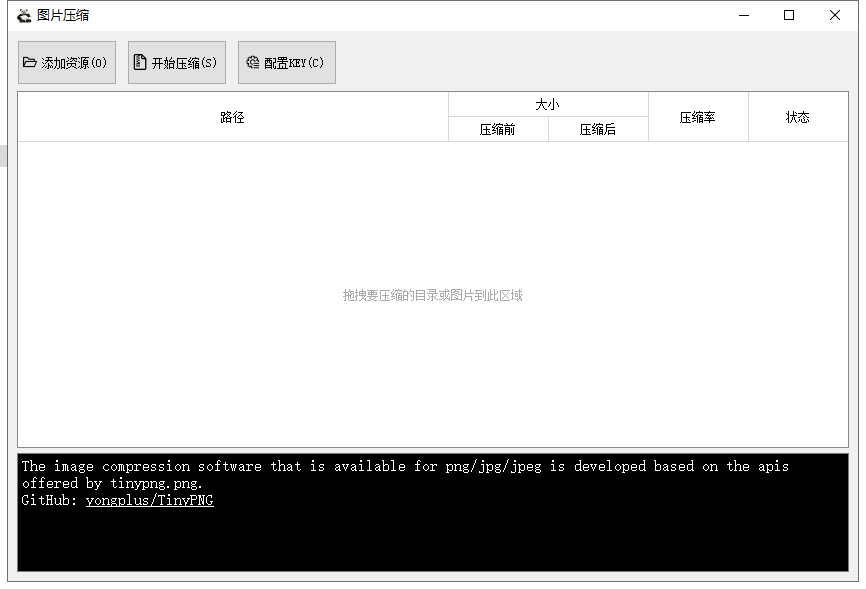 图片压缩
添加资源(O) 开始压缩(S) 配置KEY(C)
路径 大小 压缩率 状态
压缩前 压缩后
拖拽要压缩的目录或图片到此区域
The image compression software that is available for png/jpg/jpeg is developed based on the apis
offered by tinypng.png.
GitHub: yongplus/TinyPNG